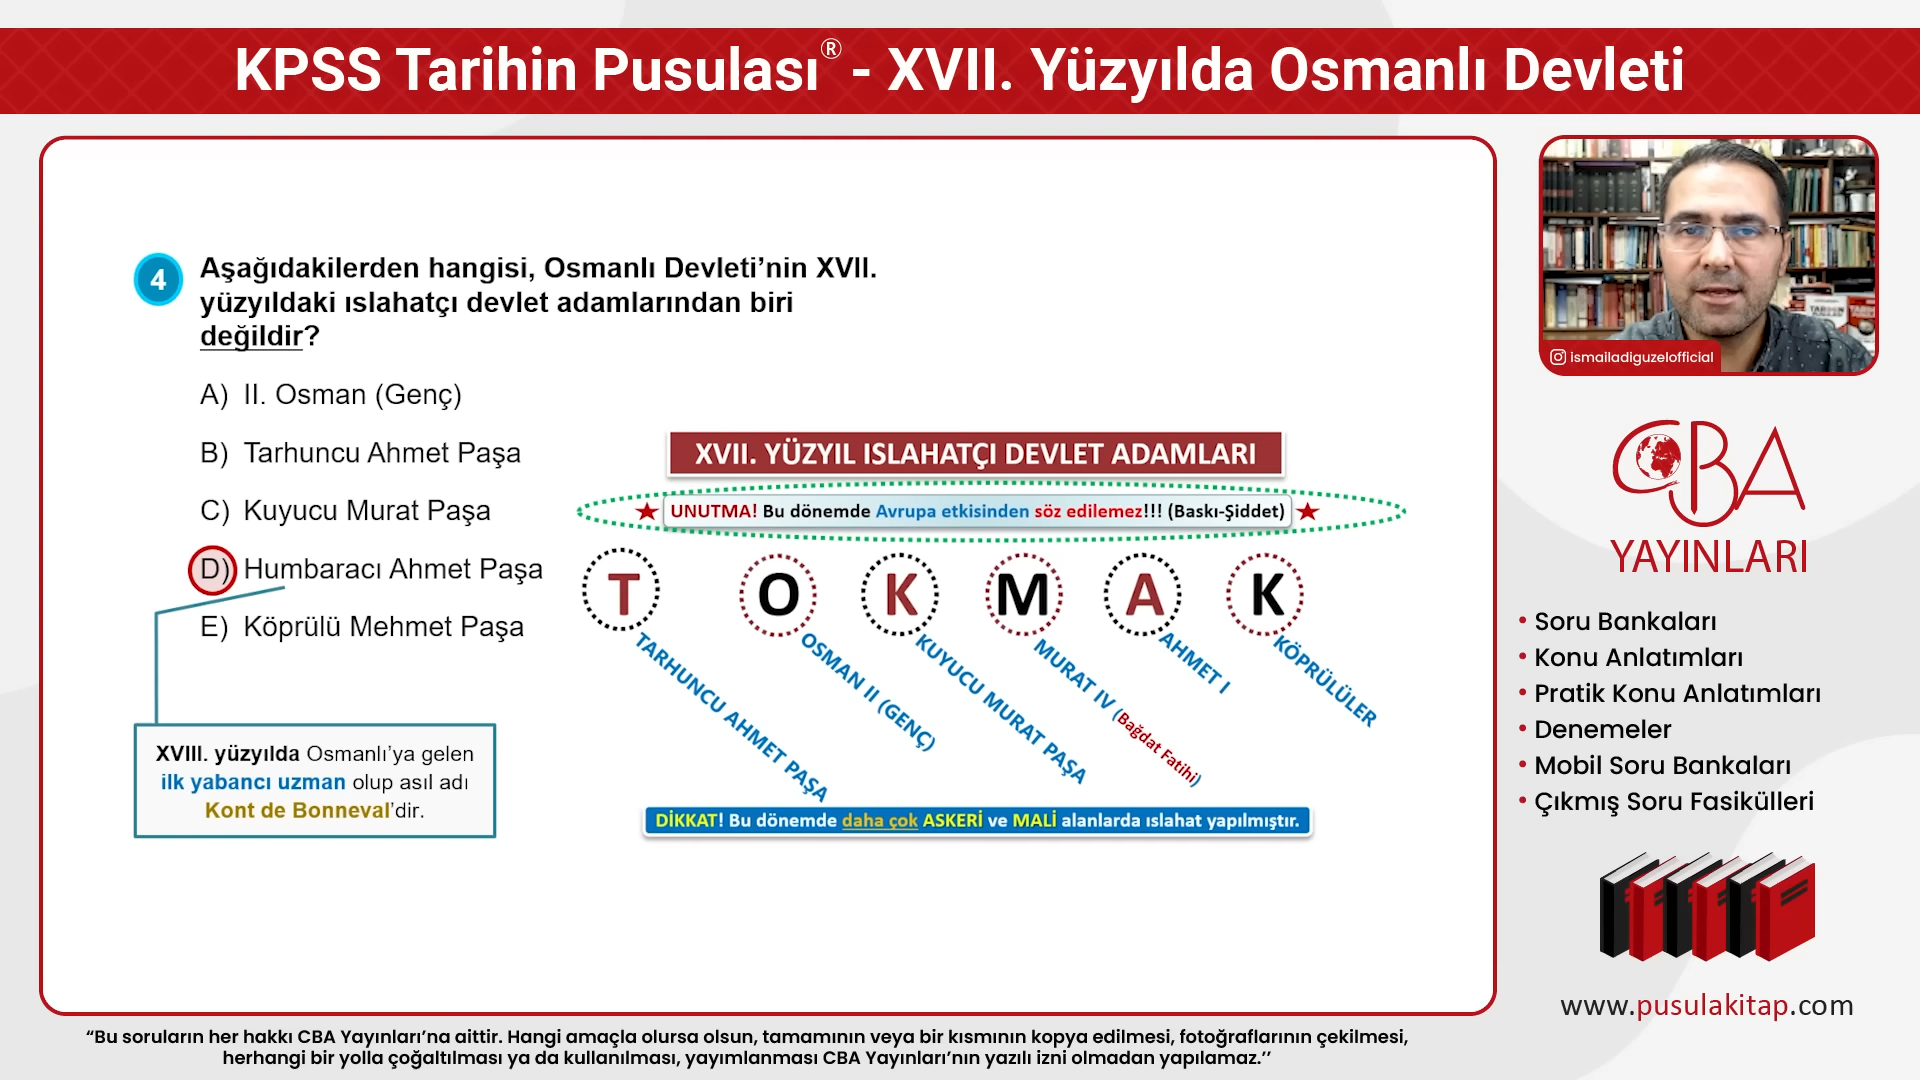 KPSS Tarihin Pusulası® - XVII. Yüzyılda Osmanlı Devleti
4
Aşağıdakilerden hangisi, Osmanlı Devleti’nin XVII.
yüzyıldaki ıslahatçı devlet adamlarından biri
değildir?
A) II. Osman (Genç)
B) Tarhuncu Ahmet Paşa
C) Kuyucu Murat Paşa
D) Humbaracı Ahmet Paşa
E) Köprülü Mehmet Paşa
XVIII. yüzyılda Osmanlı’ya gelen
ilk yabancı uzman olup asıl adı
Kont de Bonneval’dir.
XVII. YÜZYIL ISLAHATÇI DEVLET ADAMLARI
UNUTMA! Bu dönemde Avrupa etkisinden söz edilemez!!! (Baskı-Şiddet)
T O K M A K
TARHUNCU AHMET PAŞA
OSMAN II (GENÇ)
KUYUCU MURAT PAŞA
MURAT IV (Bağdat Fatihi)
AHMET I
KÖPRÜLÜLER
DİKKAT! Bu dönemde daha çok ASKERİ ve MALİ alanlarda ıslahat yapılmıştır.
ismailadiguzelofficial
CBA
YAYINLARI
• Soru Bankaları
• Konu Anlatımları
• Pratik Konu Anlatımları
• Denemeler
• Mobil Soru Bankaları
• Çıkmış Soru Fasikülleri
www.pusulakitap.com
“Bu soruların her hakkı CBA Yayınları’na aittir. Hangi amaçla olursa olsun, tamamının veya bir kısmının kopya edilmesi, fotoğraflarının çekilmesi,
herhangi bir yolla çoğaltılması ya da kullanılması, yayımlanması CBA Yayınları’nın yazılı izni olmadan yapılamaz.’’